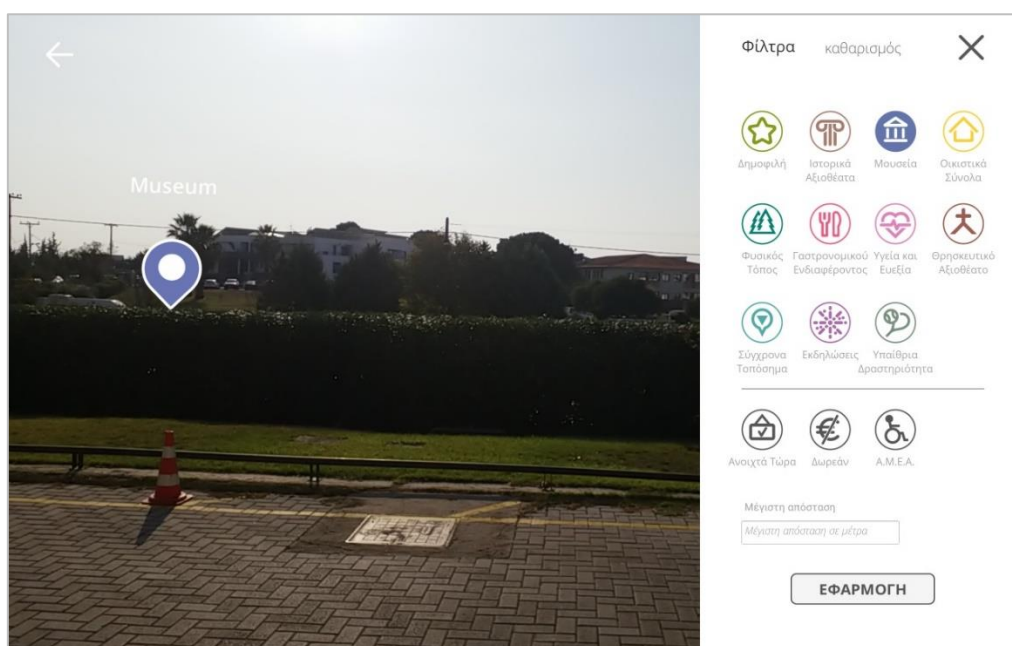 Φίλτρα καθαρισμός
Museum
Δημοφιλή
Ιστορικά
Αξιοθέατα
Μουσεία
Οικιστικά
Σύνολα
Φυσικός
Τόπος
Γαστρονομικού
Ενδιαφέροντος
Υγεία και
Ευεξία
Θρησκευτικό
Αξιοθέατο
Σύγχρονα
Τοπόσημα
Εκδηλώσεις
Υπαίθρια
Δραστηριότητα
Ανοιχτά Τώρα
Δωρεάν
Α.Μ.Ε.Α.
Μέγιστη απόσταση
Μέγιστη απόσταση σε μέτρα
ΕΦΑΡΜΟΓΗ